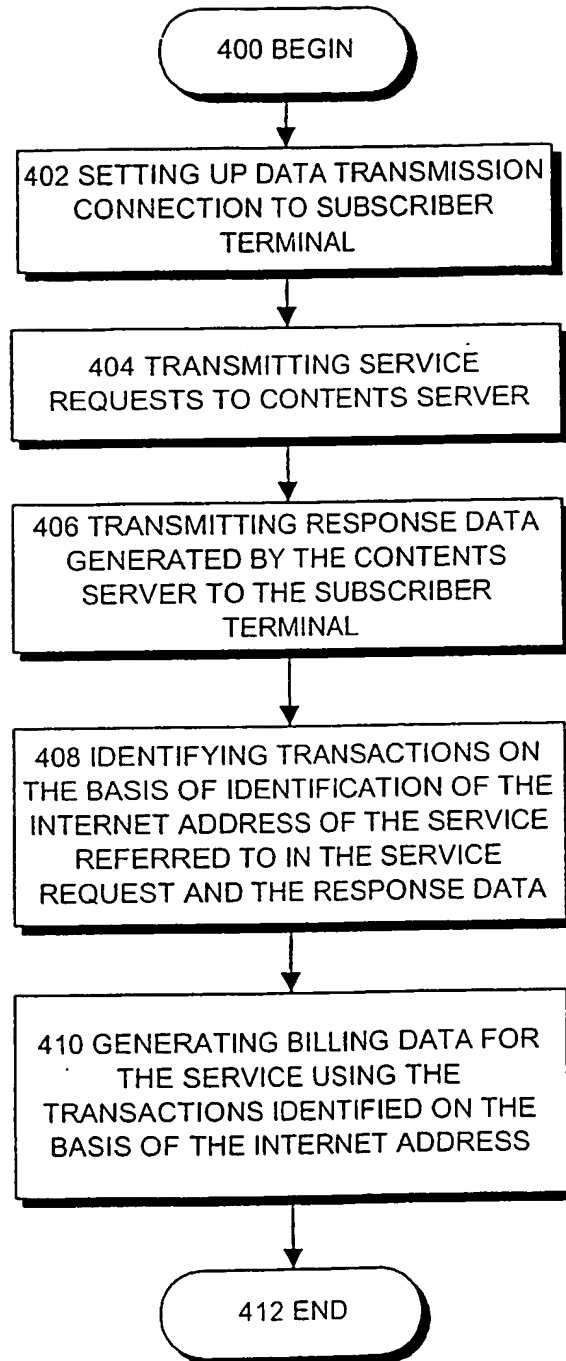 400 BEGIN
402 SETTING UP DATA TRANSMISSION
CONNECTION TO SUBSCRIBER
TERMINAL
404 TRANSMITTING SERVICE
REQUESTS TO CONTENTS SERVER
406 TRANSMITTING RESPONSE DATA
GENERATED BY THE CONTENTS
SERVER TO THE SUBSCRIBER
TERMINAL
408 IDENTIFYING TRANSACTIONS ON
THE BASIS OF IDENTIFICATION OF THE
INTERNET ADDRESS OF THE SERVICE
REFERRED TO IN THE SERVICE
REQUEST AND THE RESPONSE DATA
410 GENERATING BILLING DATA FOR
THE SERVICE USING THE
TRANSACTIONS IDENTIFIED ON THE
BASIS OF THE INTERNET ADDRESS
412 END